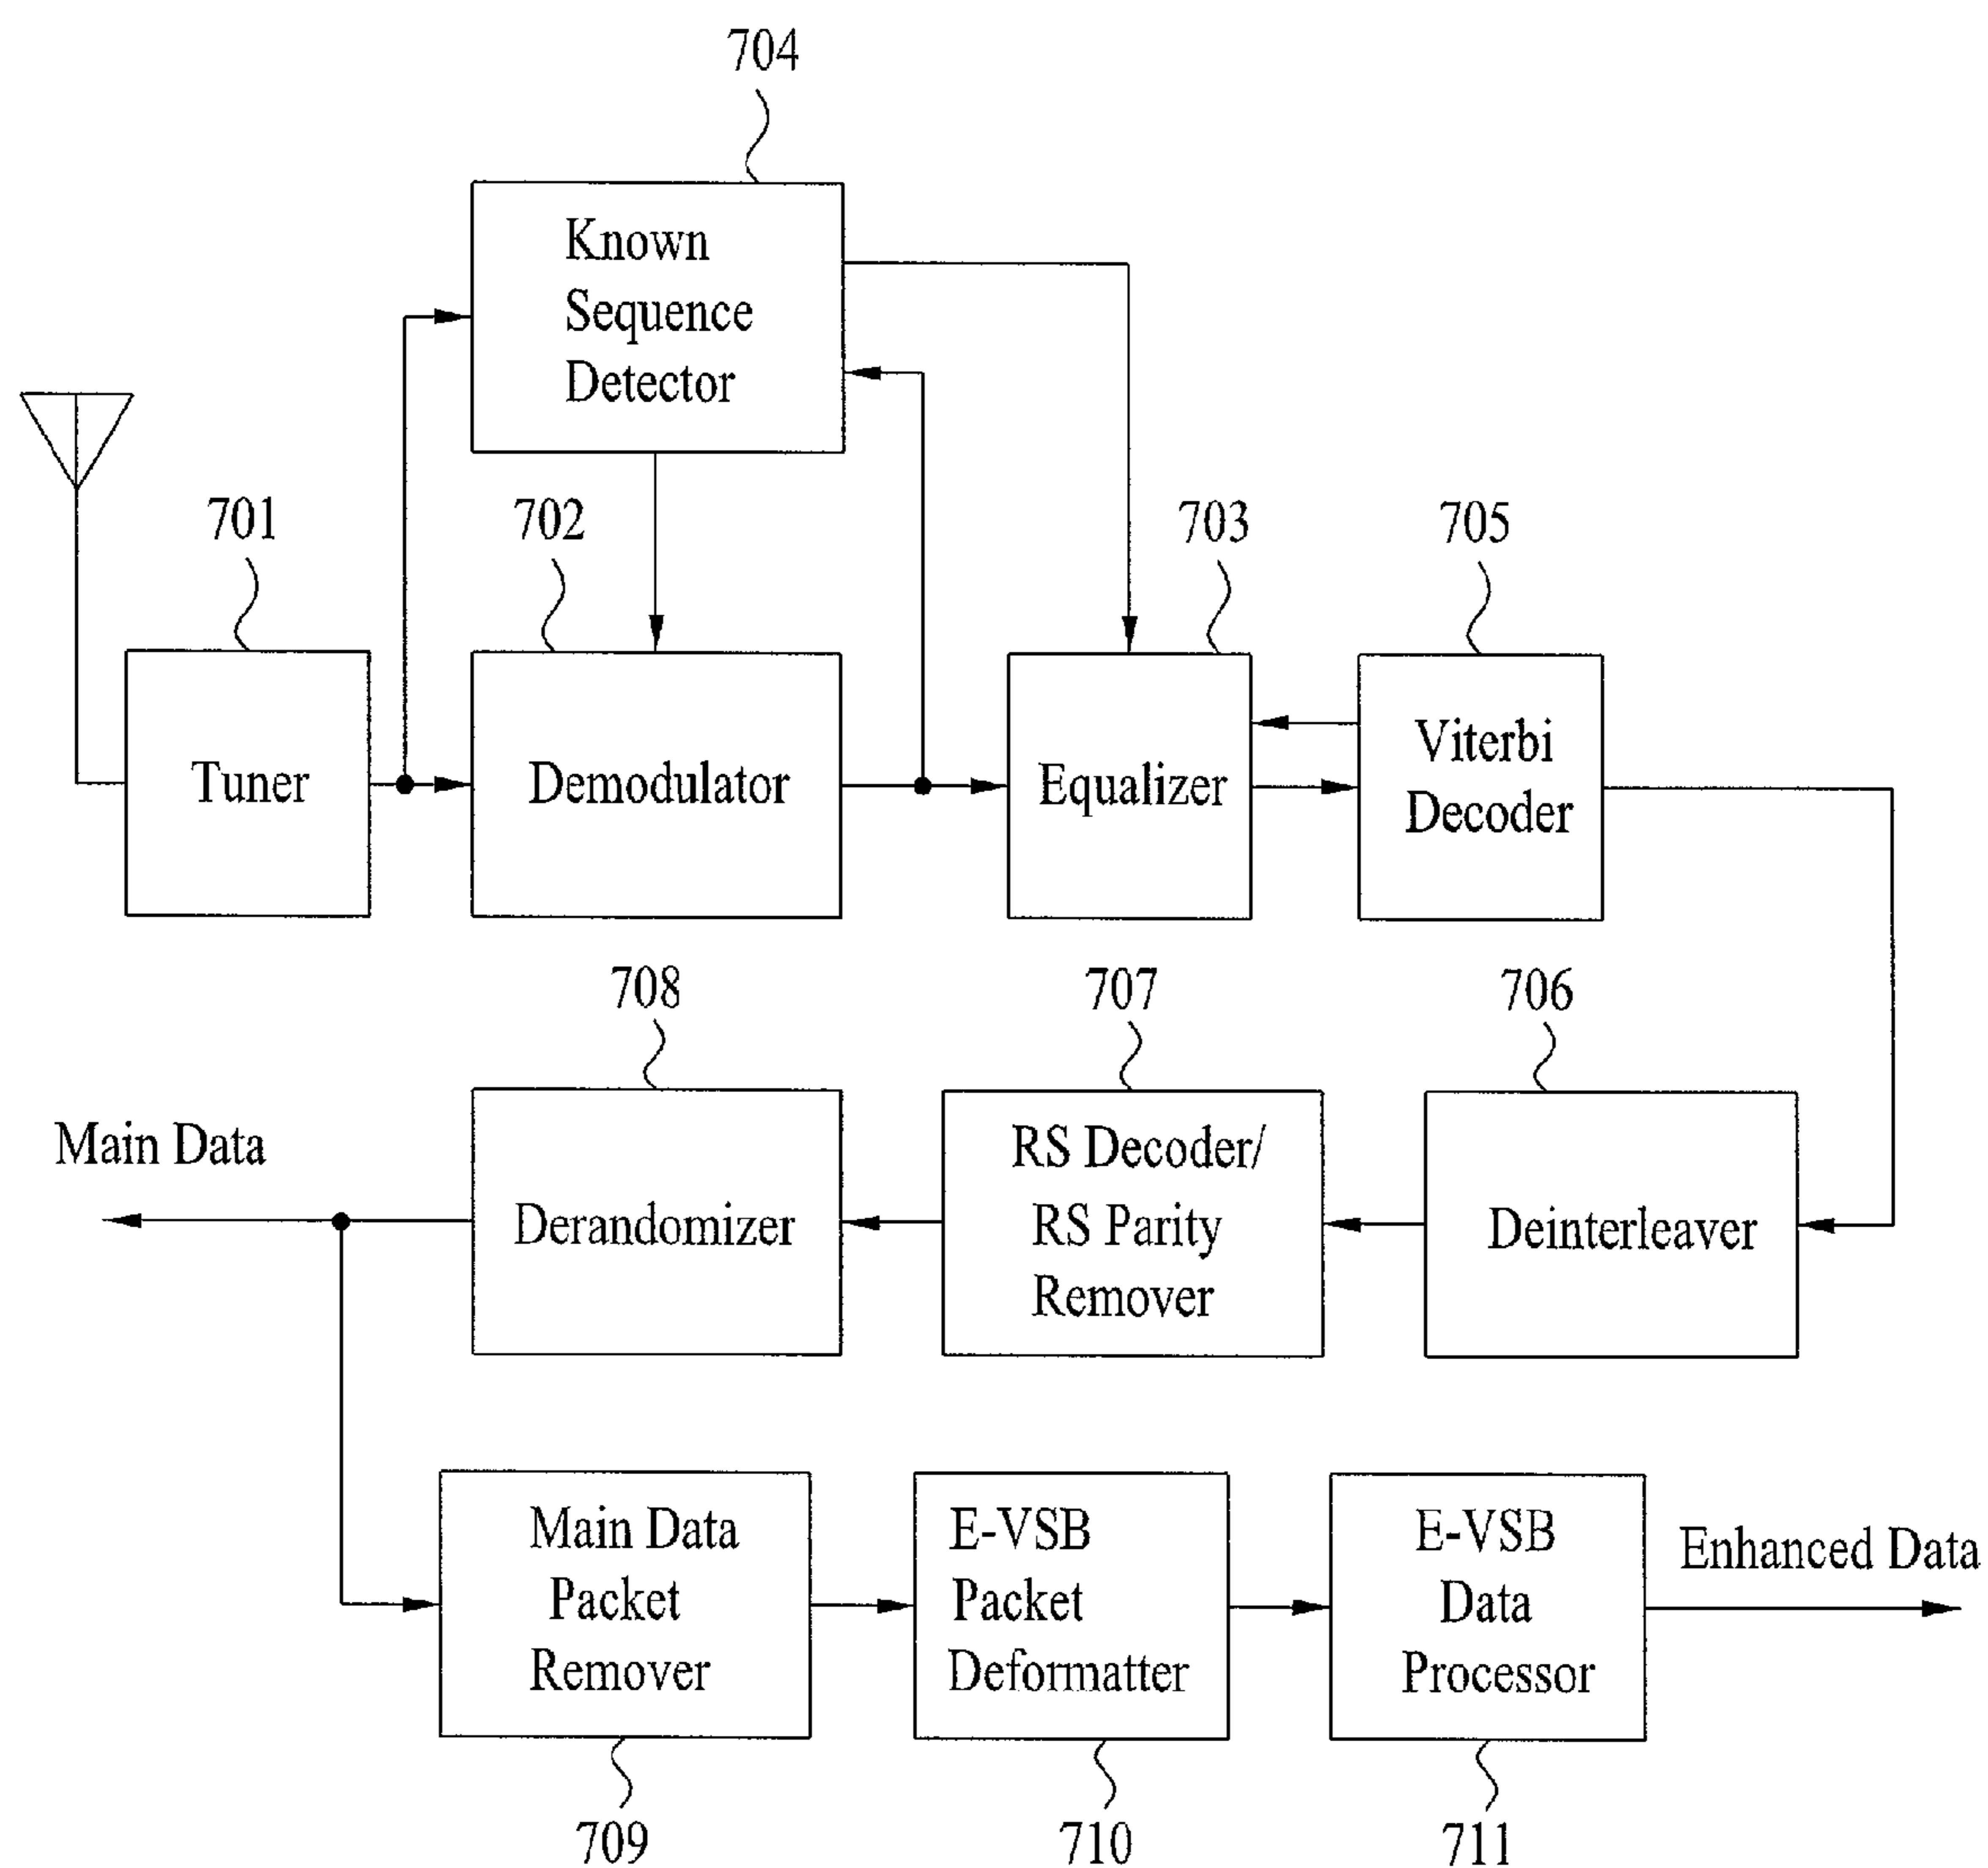 704
Known
Sequence
Detector
701
702
703
705
Tuner
Demodulator
Equalizer
Viterbi
Decoder
708
707
706
Main Data
Derandomizer
RS Decoder/
RS Parity
Remover
Deinterleaver
Main Data
Packet
Remover
E-VSB
Packet
Deformatter
E-VSB
Data
Processor
Enhanced Data
709
710
711